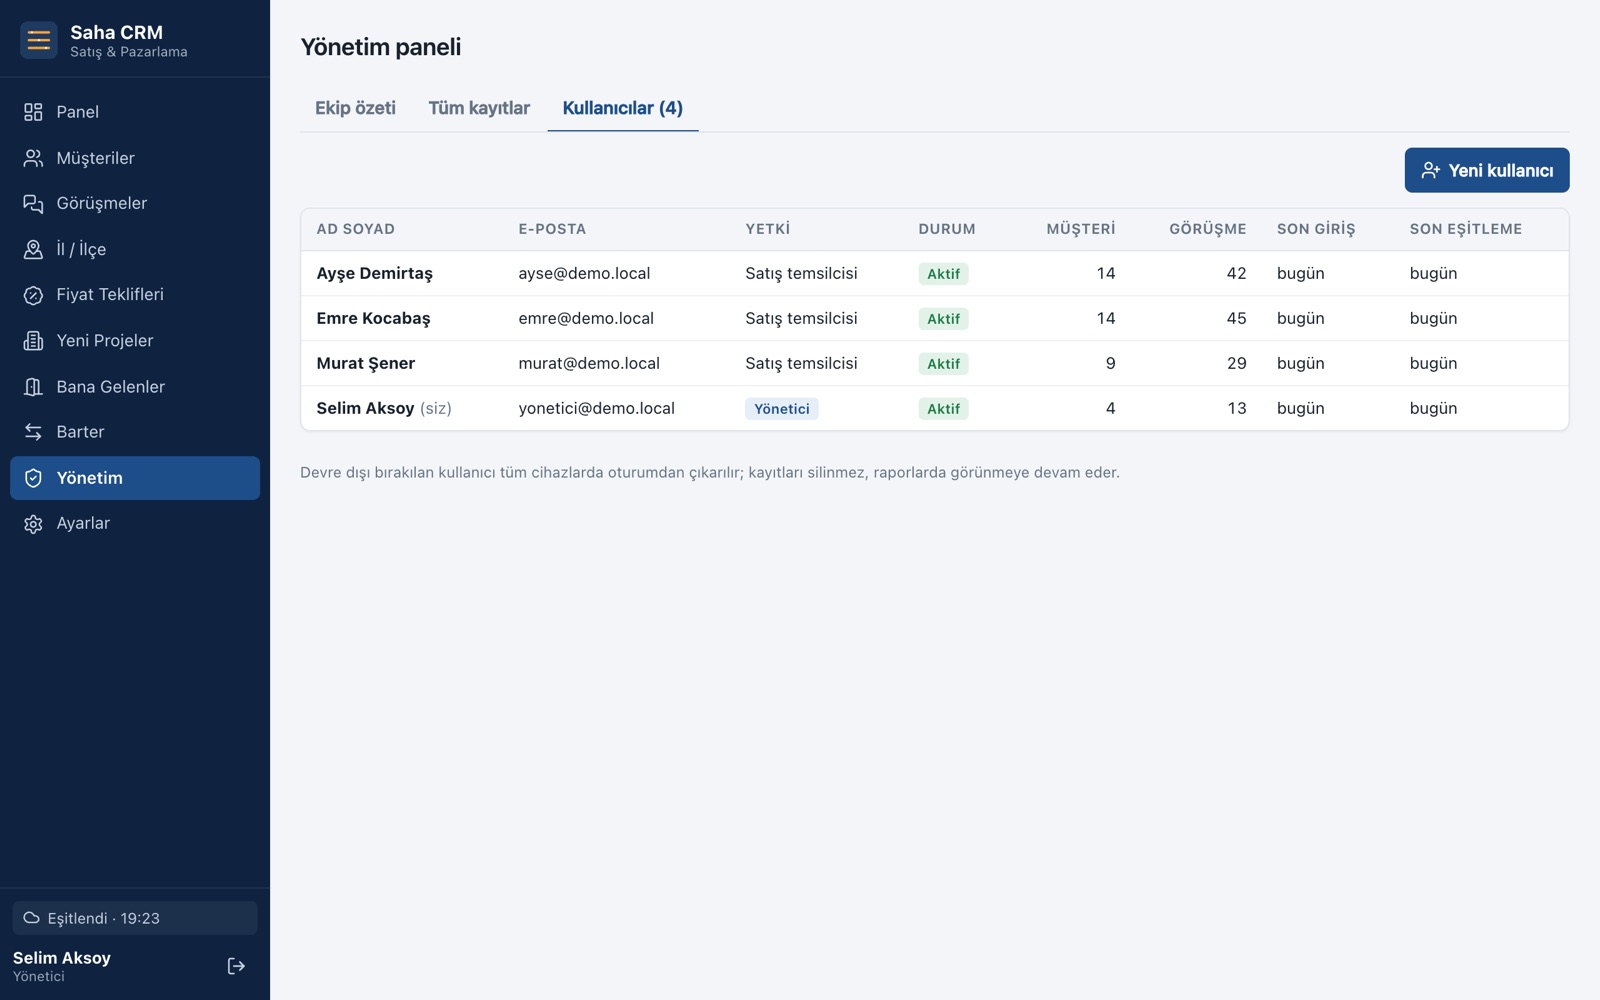 Saha CRM
Satış & Pazarlama
Panel
Müşteriler
Görüşmeler
İl / İlçe
Fiyat Teklifleri
Yeni Projeler
Bana Gelenler
Barter
Yönetim
Ayarlar
Eşitlendi · 19:23
Selim Aksoy
Yönetici
Yönetim paneli
Ekip özeti Tüm kayıtlar Kullanıcılar (4)
Yeni kullanıcı
AD SOYAD E-POSTA YETKİ DURUM MÜŞTERİ GÖRÜŞME SON GİRİŞ SON EŞİTLEME
Ayşe Demirtaş ayse@demo.local Satış temsilcisi Aktif 14 42 bugün bugün
Emre Kocabaş emre@demo.local Satış temsilcisi Aktif 14 45 bugün bugün
Murat Şener murat@demo.local Satış temsilcisi Aktif 9 29 bugün bugün
Selim Aksoy (siz) yonetici@demo.local Yönetici Aktif 4 13 bugün bugün
Devre dışı bırakılan kullanıcı tüm cihazlarda oturumdan çıkarılır; kayıtları silinmez, raporlarda görünmeye devam eder.